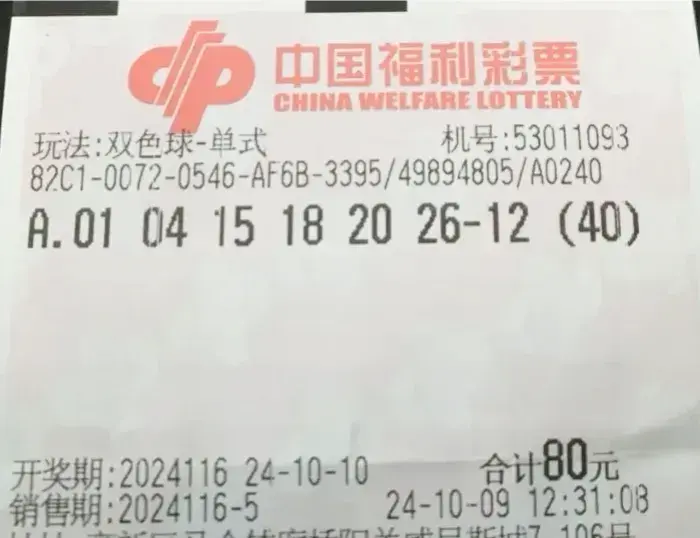 中国福利彩票
CHINA WELFARE LOTTERY
玩法:双色球-单式 机号:53011093
82C1-0072-0546-AF6B-3395/49894805/A0240
A.01 04 15 18 20 26-12 (40)
开奖期:2024116 24-10-10 合计80元
销售期:2024116-5 24-10-09 12:31:08